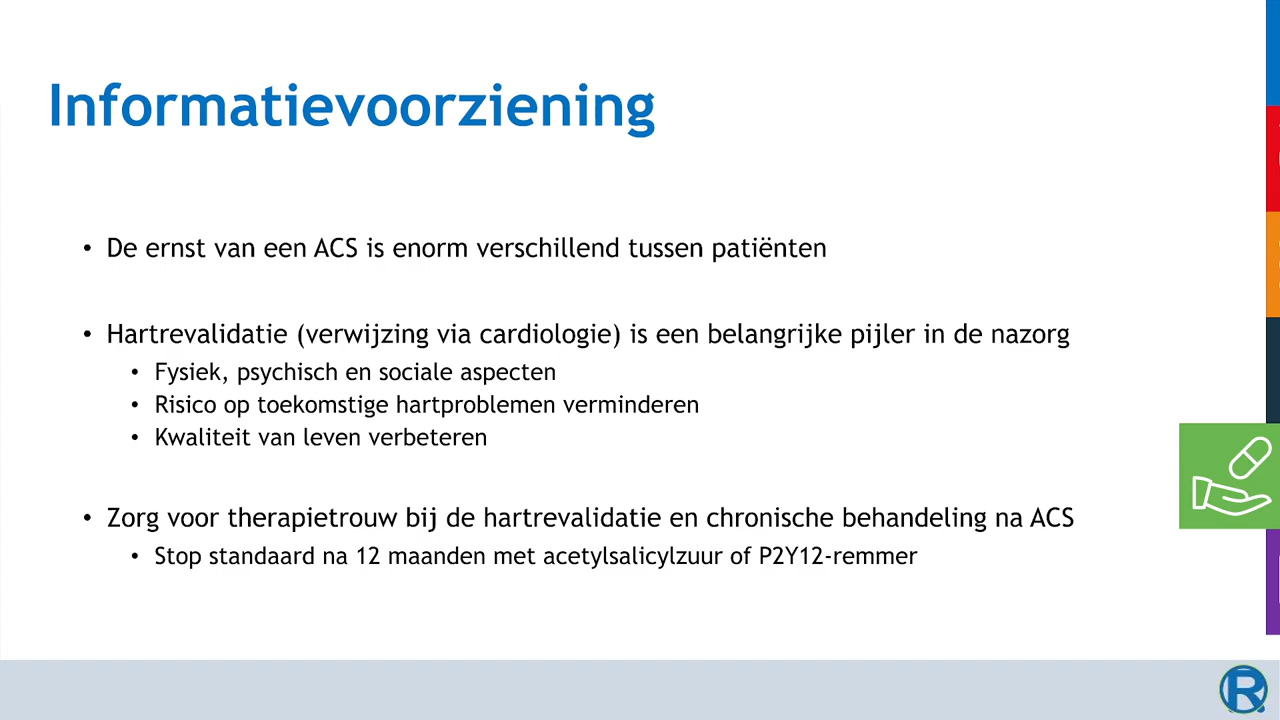 Informatievoorziening
• De ernst van een ACS is enorm verschillend tussen patiënten
• Hartrevalidatie (verwijzing via cardiologie) is een belangrijke pijler in de nazorg
• Fysiek, psychisch en sociale aspecten
• Risico op toekomstige hartproblemen verminderen
• Kwaliteit van leven verbeteren
• Zorg voor therapietrouw bij de hartrevalidatie en chronische behandeling na ACS
• Stop standaard na 12 maanden met acetylsalicylzuur of P2Y12-remmer
R